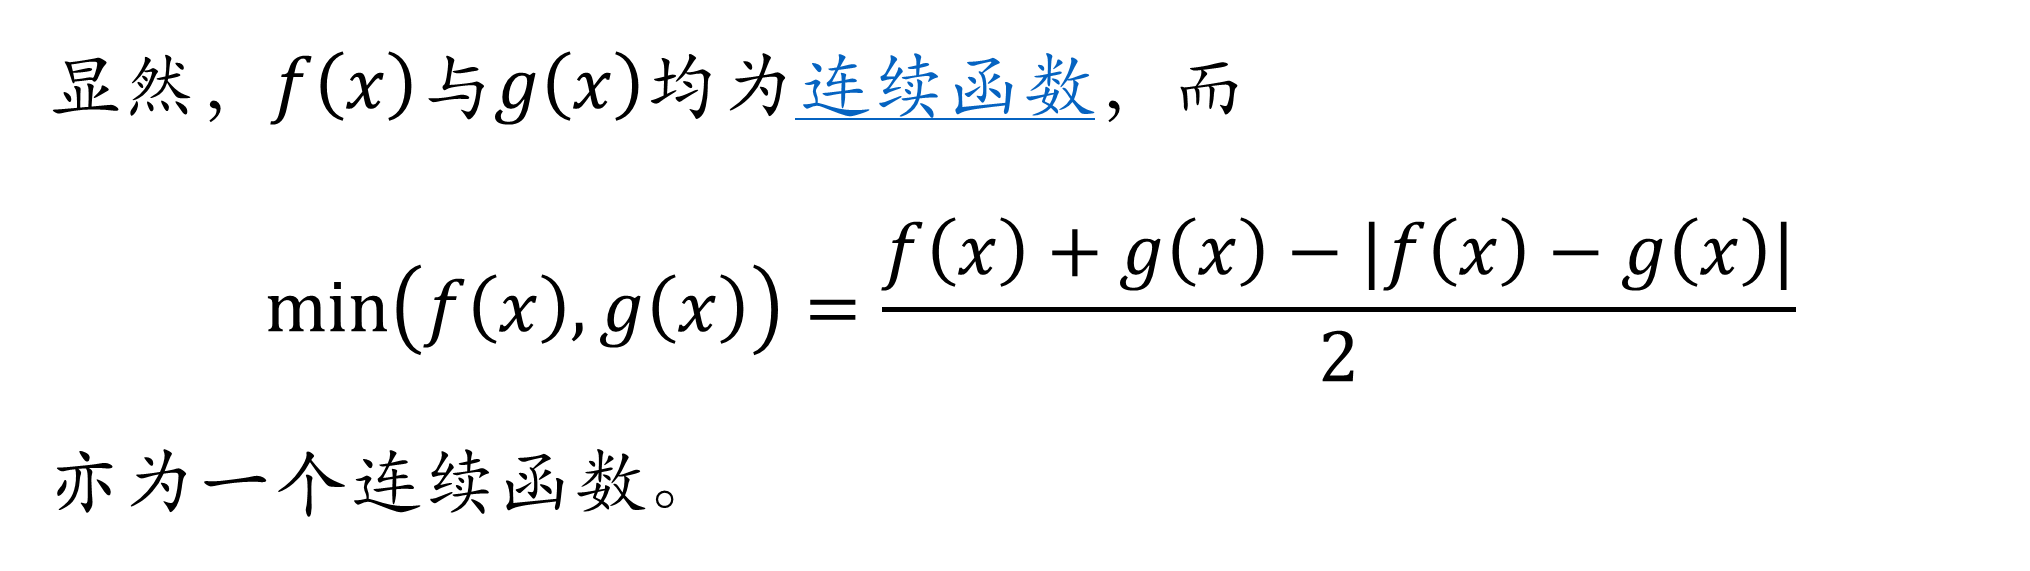 显然，f(x)与g(x)均为连续函数，而
min(f(x), g(x)) = \frac{f(x) + g(x) − |f(x) − g(x)|}{2}
亦为一个连续函数。